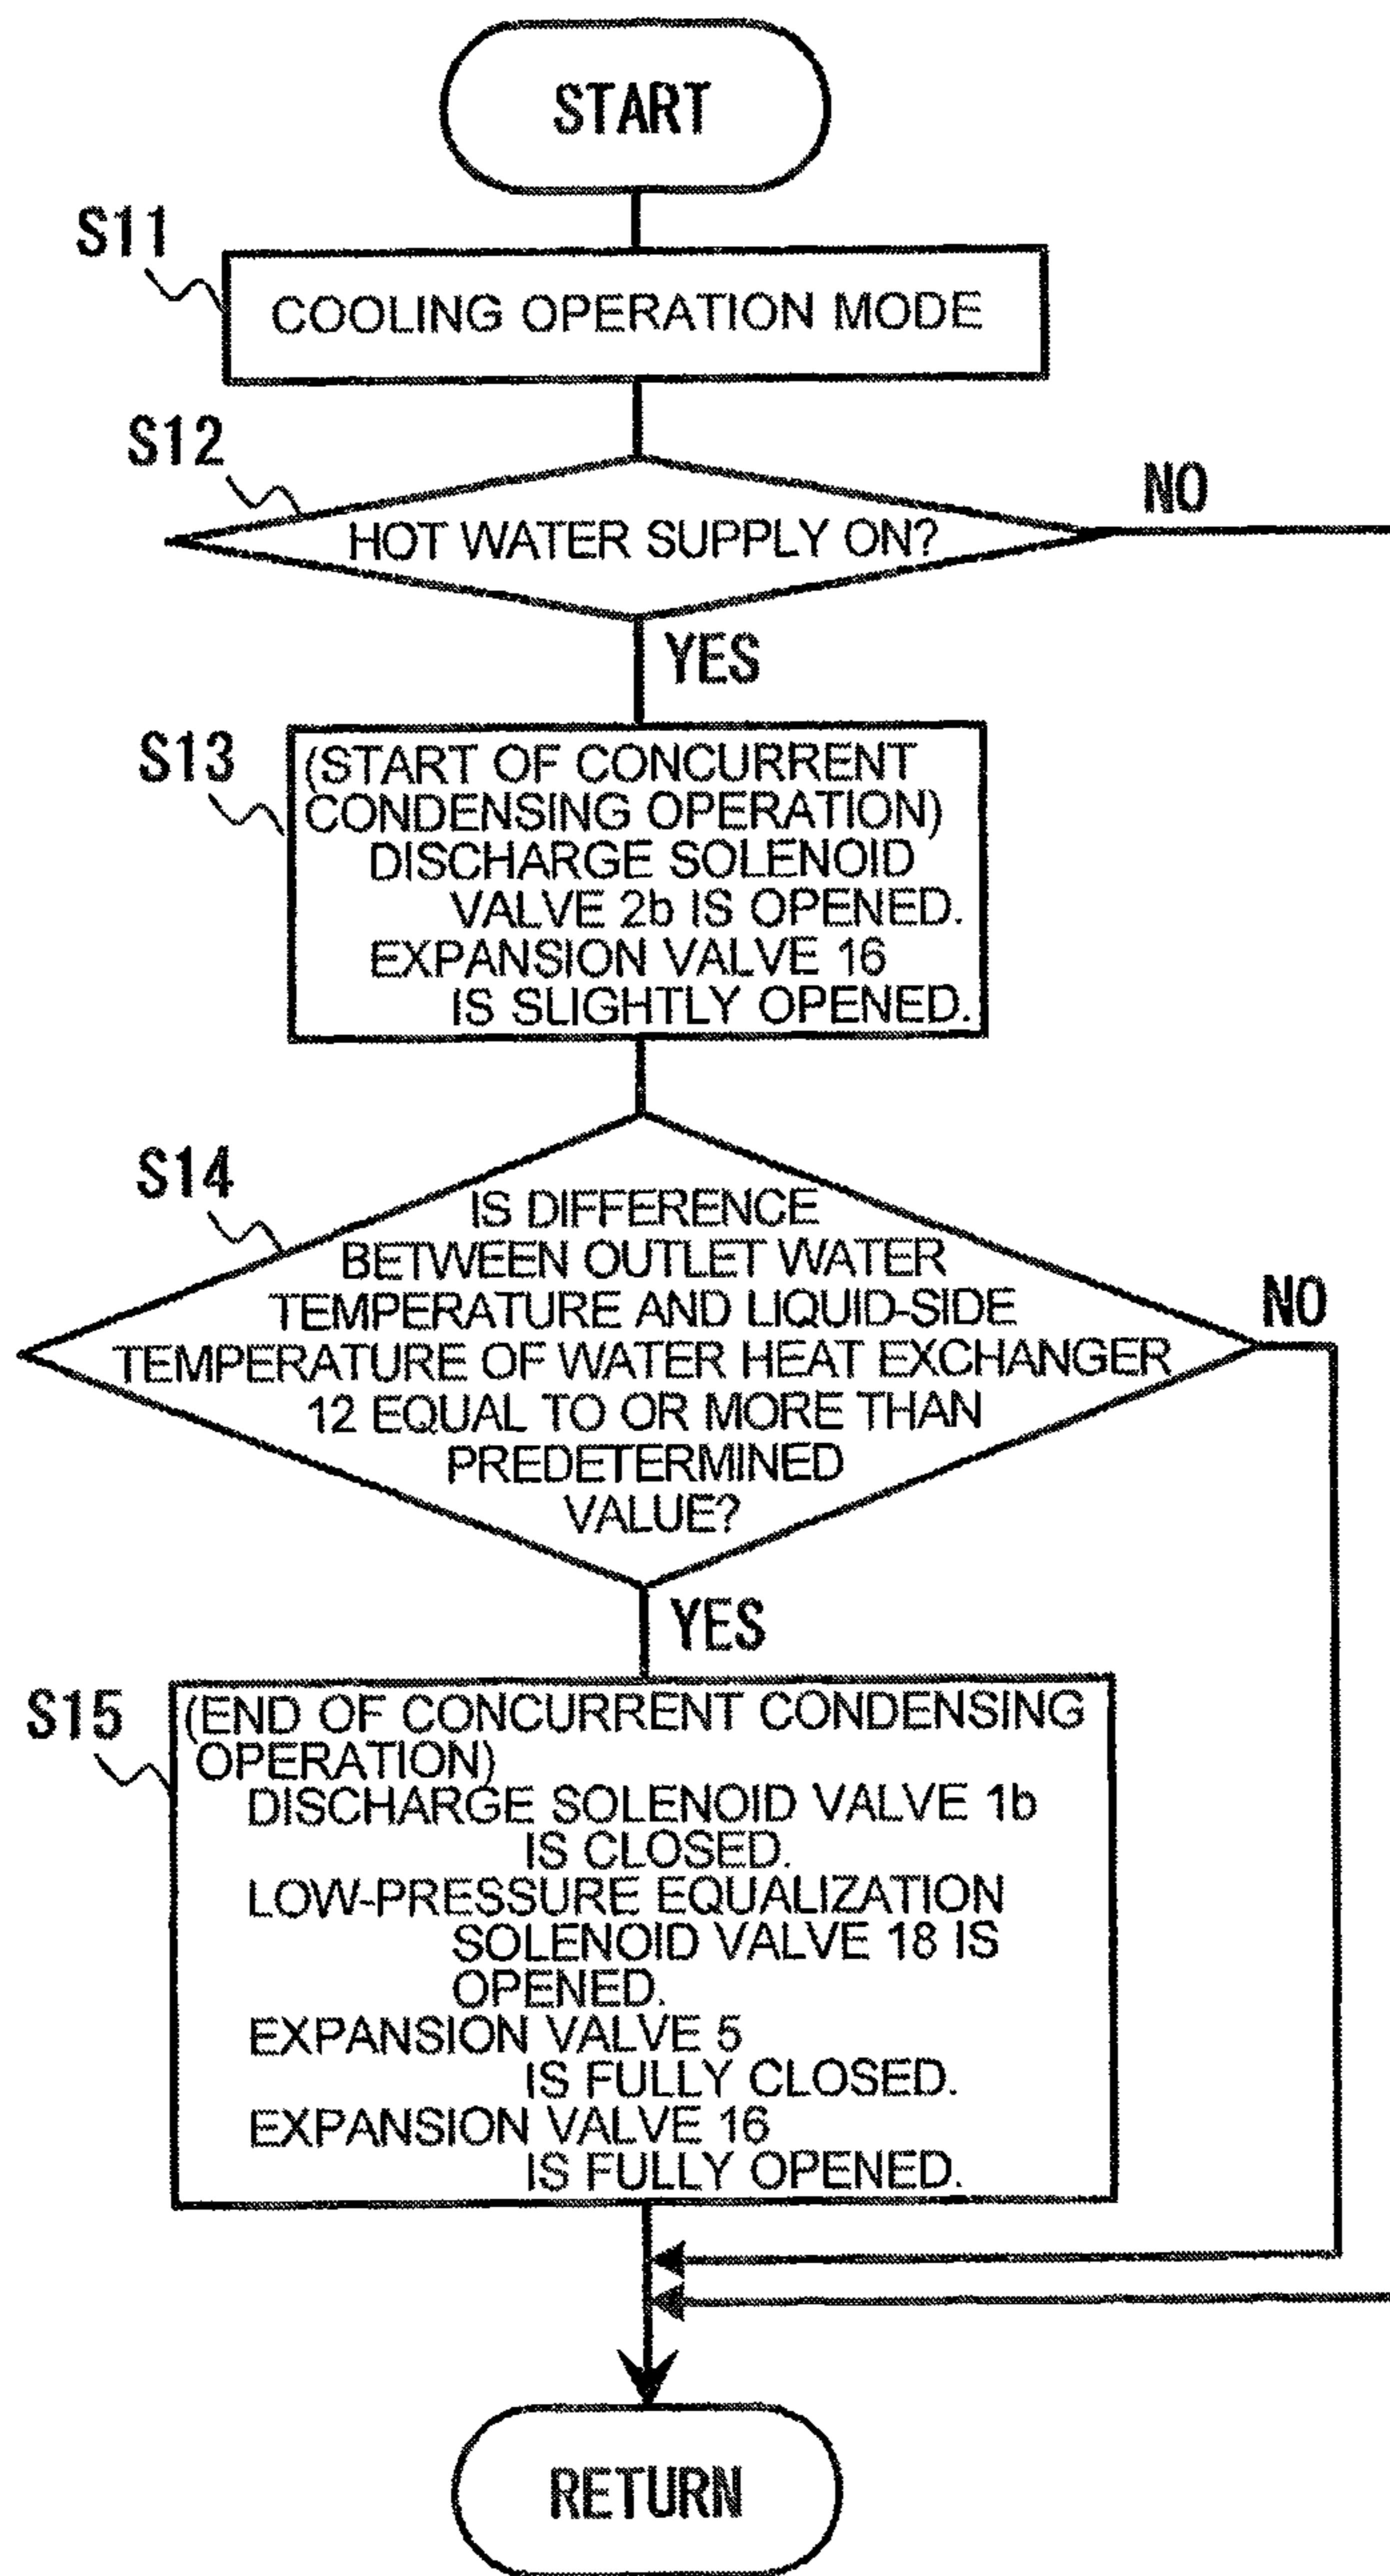 START
S11
COOLING OPERATION MODE
S12
HOT WATER SUPPLY ON?
NO
YES
S13
(START OF CONCURRENT
CONDENSING OPERATION)
DISCHARGE SOLENOID
VALVE 2b IS OPENED.
EXPANSION VALVE 16
IS SLIGHTLY OPENED.
S14
IS DIFFERENCE
BETWEEN OUTLET WATER
TEMPERATURE AND LIQUID-SIDE
TEMPERATURE OF WATER HEAT EXCHANGER
12 EQUAL TO OR MORE THAN
PREDETERMINED
VALUE?
NO
YES
S15
(END OF CONCURRENT CONDENSING
OPERATION)
DISCHARGE SOLENOID VALVE 1b
IS CLOSED.
LOW-PRESSURE EQUALIZATION
SOLENOID VALVE 18 IS
OPENED.
EXPANSION VALVE 5
IS FULLY CLOSED.
EXPANSION VALVE 16
IS FULLY OPENED.
RETURN